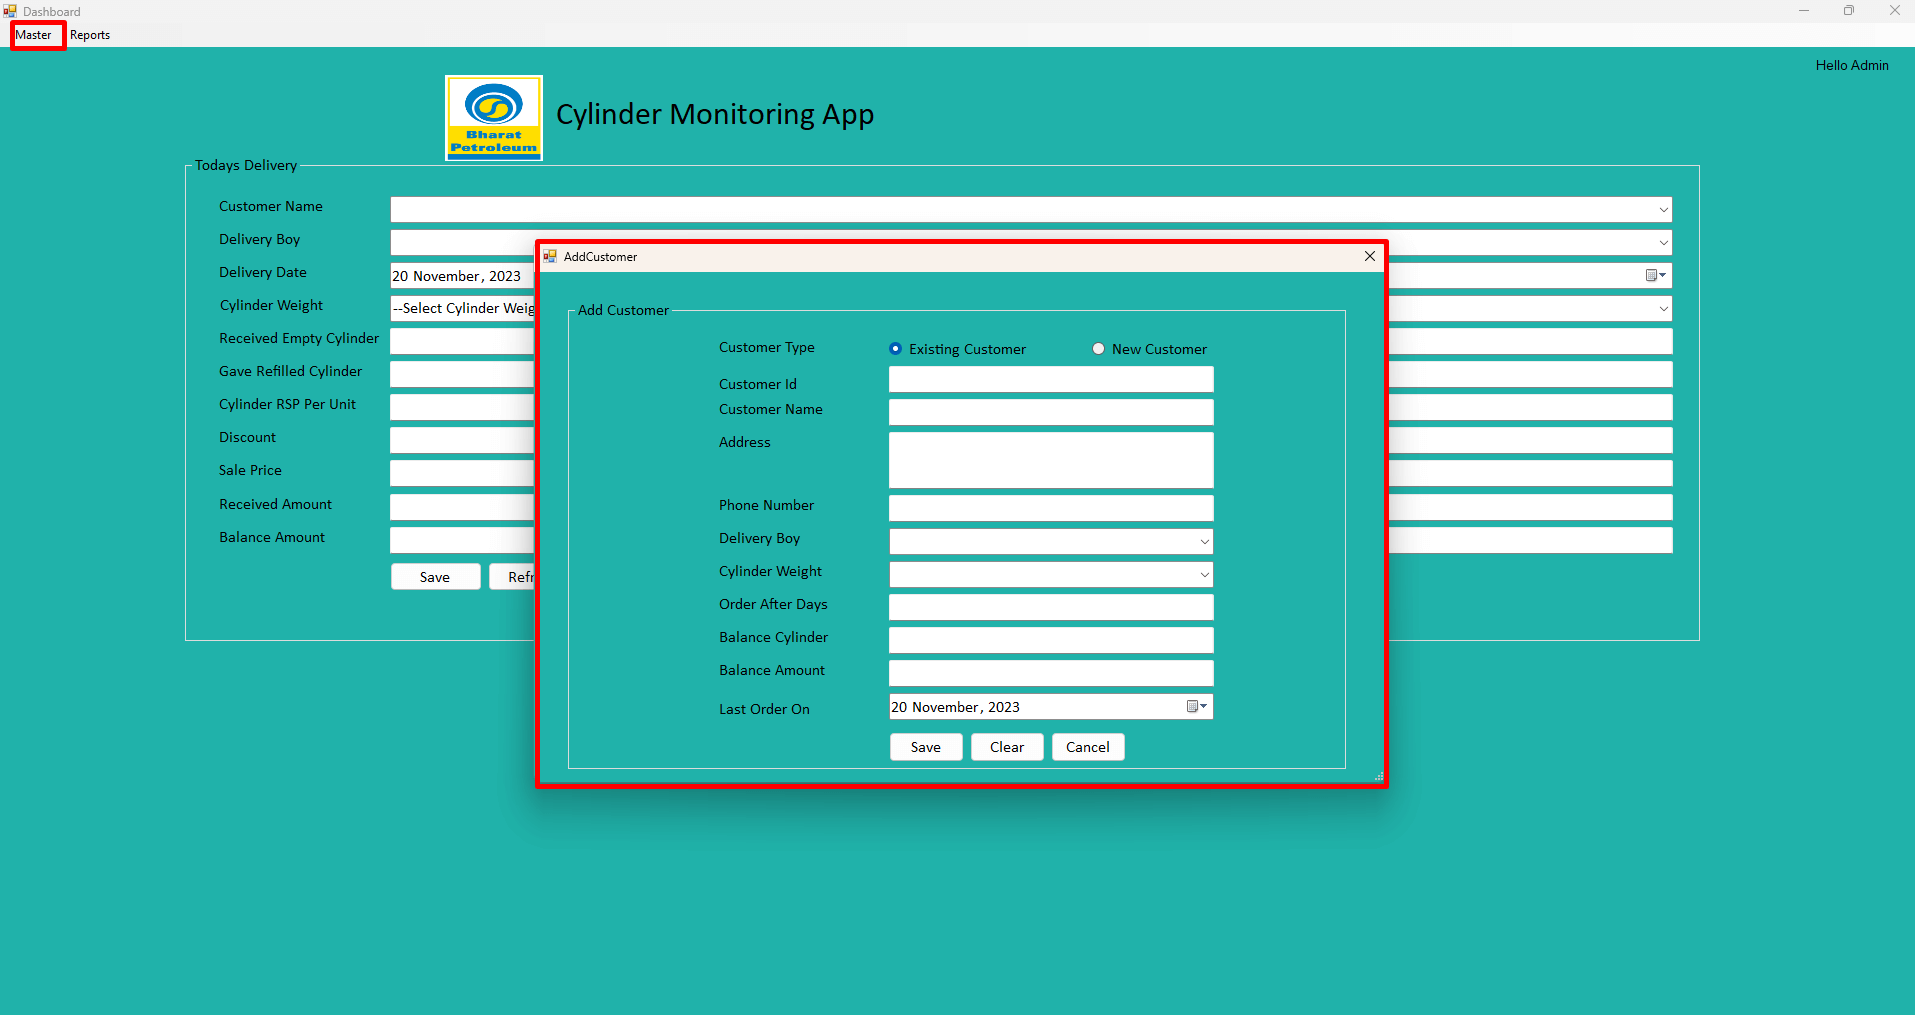 Dashboard
Master Reports
Hello Admin
Bharat
Petroleum
Cylinder Monitoring App
Todays Delivery
Customer Name
Delivery Boy
Delivery Date 20 November, 2023
Cylinder Weight --Select Cylinder Weig
Received Empty Cylinder
Gave Refilled Cylinder
Cylinder RSP Per Unit
Discount
Sale Price
Received Amount
Balance Amount
Save Refr
AddCustomer
Add Customer
Customer Type Existing Customer New Customer
Customer Id
Customer Name
Address
Phone Number
Delivery Boy
Cylinder Weight
Order After Days
Balance Cylinder
Balance Amount
Last Order On 20 November, 2023
Save Clear Cancel